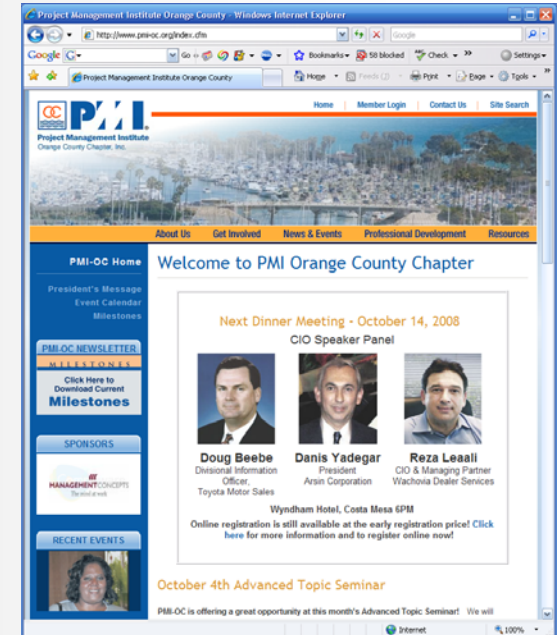 Project Management Institute Orange County - Windows Internet Explorer
http://www.pmi-oc.org/index.cfm
Google
Google G Go Bookmarks 58 blocked Check Settings
Project Management Institute Orange County Home Feeds (2) Print Page Tools
Home | Member Login | Contact Us | Site Search
OC PMI
Project Management Institute
Orange County Chapter, Inc.
About Us Get Involved News & Events Professional Development Resources
PMI-OC Home
President's Message
Event Calendar
Milestones
PMI-OC NEWSLETTER
MILESTONES
Click Here to
Download Current
Milestones
SPONSORS
MANAGEMENTCONCEPTS
RECENT EVENTS
Welcome to PMI Orange County Chapter
Next Dinner Meeting - October 14, 2008
CIO Speaker Panel
Doug Beebe
Divisional Information
Officer,
Toyota Motor Sales
Danis Yadegar
President
Arsin Corporation
Reza Leaali
CIO & Managing Partner
Wachovia Dealer Services
Wyndham Hotel, Costa Mesa 6PM
Online registration is still available at the early registration price! Click
here for more information and to register online now!
October 4th Advanced Topic Seminar
PMI-OC is offering a great opportunity at this month's Advanced Topic Seminar! We will
Internet 100%